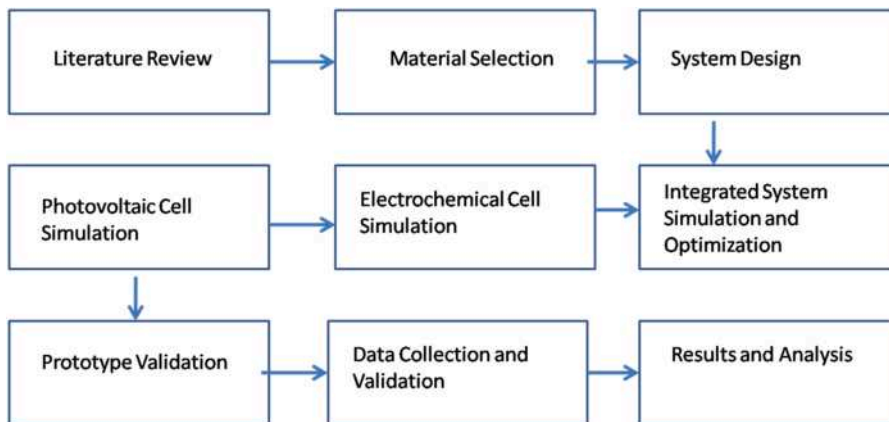 Literature Review
Material Selection
System Design
Photovoltaic Cell
Simulation
Electrochemical Cell
Simulation
Integrated System
Simulation and
Optimization
Prototype Validation
Data Collection and
Validation
Results and Analysis